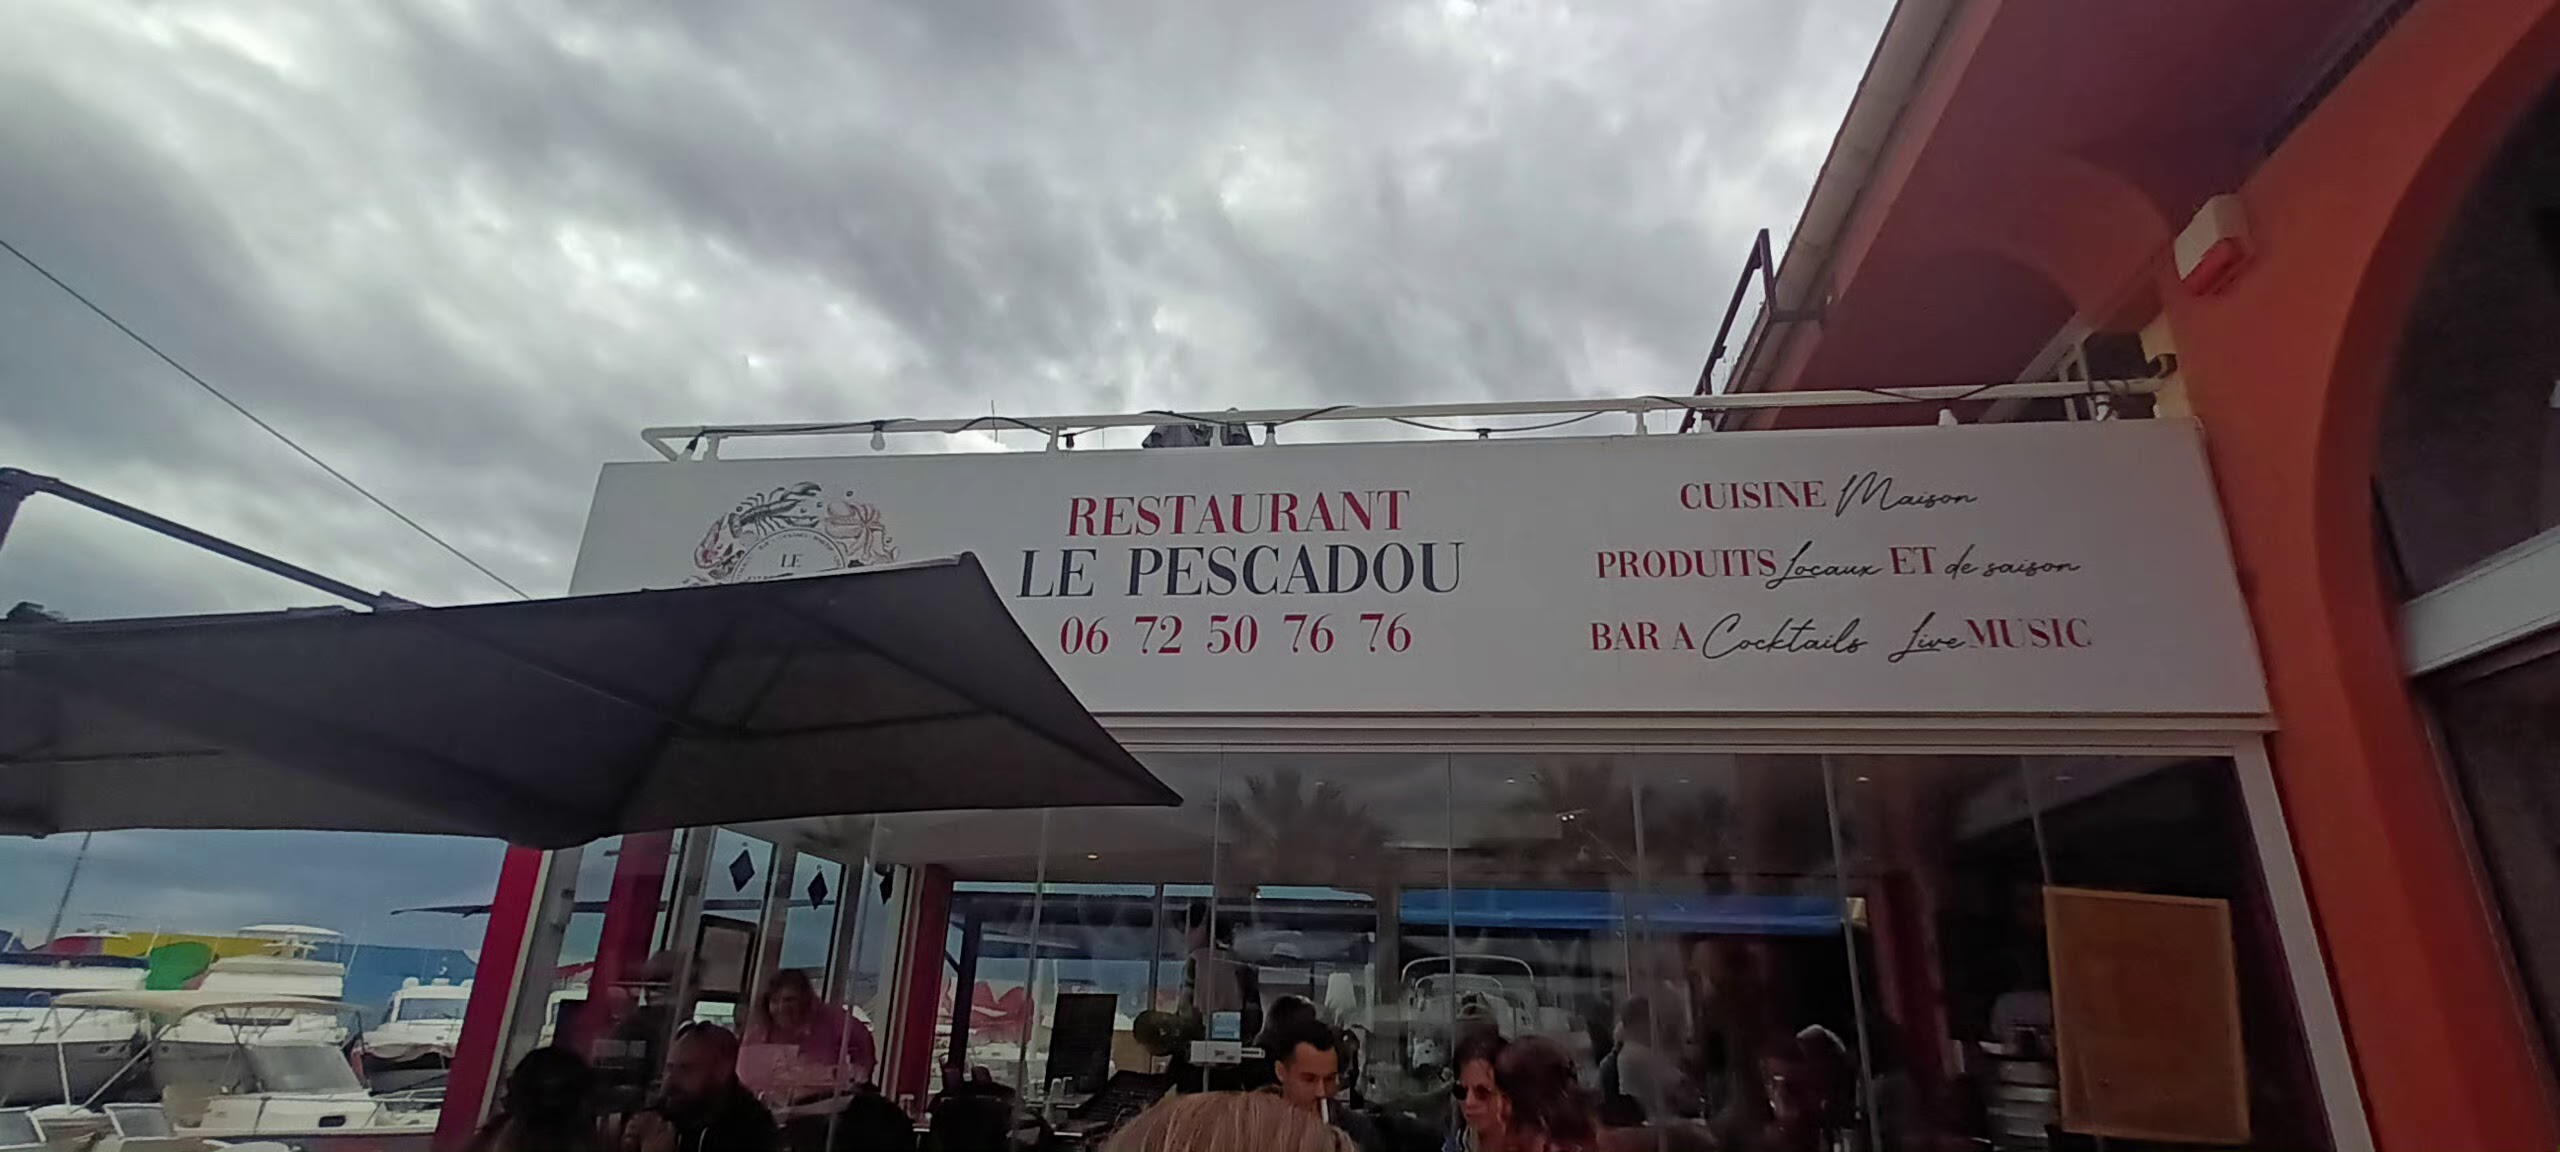 LE
RESTAURANT
LE PESCADOU
06 72 50 76 76
CUISINE Maison
PRODUITS Locaux ET de saison
BAR A Cocktails Live MUSIC